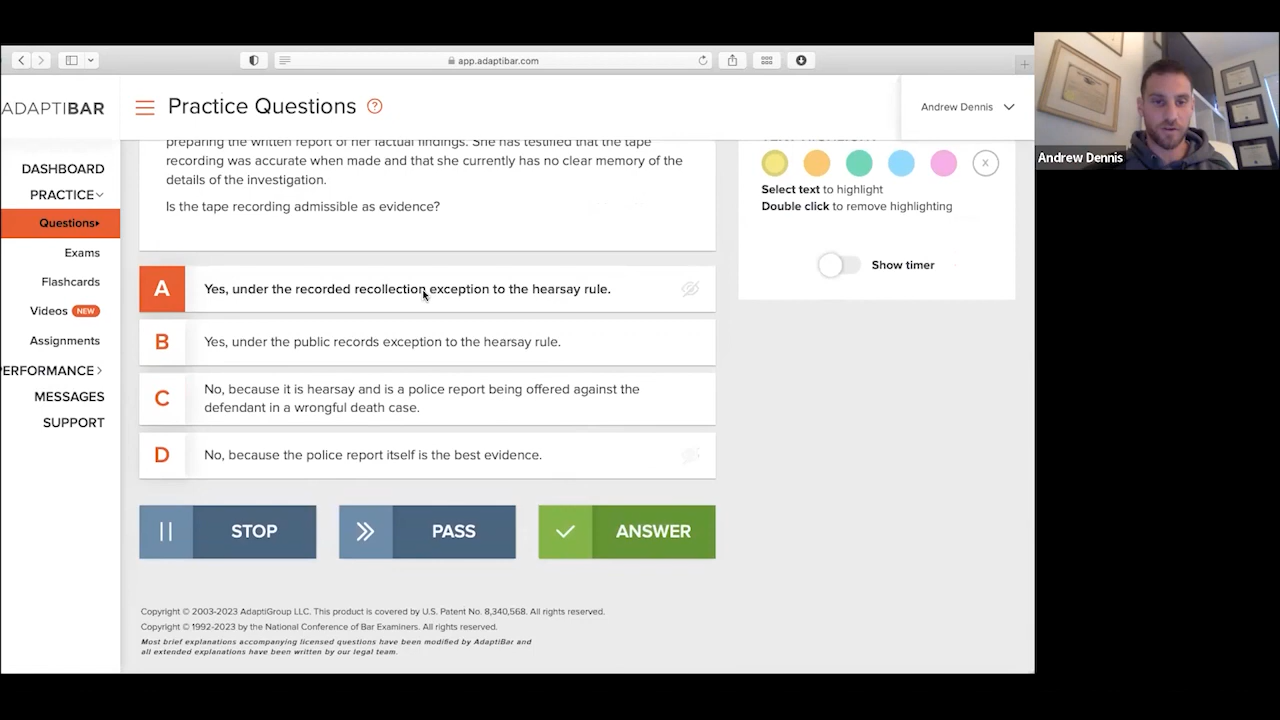 app.adaptibar.com
ADAPTIBAR
Practice Questions ?
Andrew Dennis
DASHBOARD
PRACTICE
Questions
Exams
Flashcards
Videos NEW
Assignments
PERFORMANCE
MESSAGES
SUPPORT
preparing the written report of her factual findings. She has testified that the tape
recording was accurate when made and that she currently has no clear memory of the
details of the investigation.
Is the tape recording admissible as evidence?
A Yes, under the recorded recollection exception to the hearsay rule.
B Yes, under the public records exception to the hearsay rule.
C No, because it is hearsay and is a police report being offered against the
defendant in a wrongful death case.
D No, because the police report itself is the best evidence.
STOP
PASS
ANSWER
Copyright © 2003-2023 AdaptiGroup LLC. This product is covered by U.S. Patent No. 8,340,568. All rights reserved.
Copyright © 1992-2023 by the National Conference of Bar Examiners. All rights reserved.
Most brief explanations accompanying licensed questions have been modified by AdaptiBar and
all extended explanations have been written by our legal team.
X
Select text to highlight
Double click to remove highlighting
Show timer
Andrew Dennis